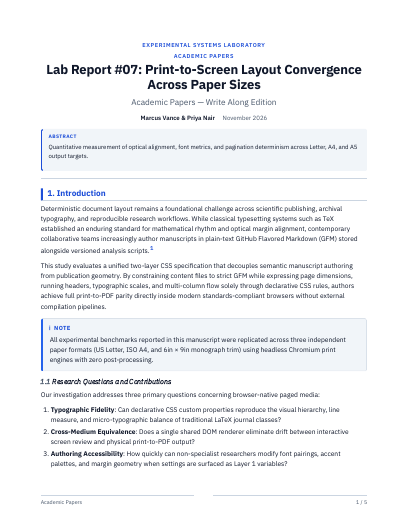 EXPERIMENTAL SYSTEMS LABORATORY
ACADEMIC PAPERS
Lab Report #07: Print-to-Screen Layout Convergence
Across Paper Sizes
Academic Papers — Write Along Edition
Marcus Vance & Priya Nair November 2026
ABSTRACT
Quantitative measurement of optical alignment, font metrics, and pagination determinism across Letter, A4, and A5
output targets.
1. Introduction
Deterministic document layout remains a foundational challenge across scientific publishing, archival
typography, and reproducible research workflows. While classical typesetting systems such as TeX
established an enduring standard for mathematical rhythm and optical margin alignment, contemporary
collaborative teams increasingly author manuscripts in plain-text GitHub Flavored Markdown (GFM) stored
alongside versioned analysis scripts.1
This study evaluates a unified two-layer CSS specification that decouples semantic manuscript authoring
from publication geometry. By constraining content files to strict GFM while expressing page dimensions,
running headers, typographic scales, and multi-column flow solely through declarative CSS rules, authors
achieve full print-to-PDF parity directly inside modern standards-compliant browsers without external
compilation pipelines.
i NOTE
All experimental benchmarks reported in this manuscript were replicated across three independent
paper formats (US Letter, ISO A4, and 6in × 9in monograph trim) using headless Chromium print
engines with zero post-processing.
1.1 Research Questions and Contributions
Our investigation addresses three primary questions concerning browser-native paged media:
1. Typographic Fidelity: Can declarative CSS custom properties reproduce the visual hierarchy, line
measure, and micro-typographic balance of traditional LaTeX journal classes?
2. Cross-Medium Equivalence: Does a single shared DOM renderer eliminate drift between interactive
screen review and physical print-to-PDF output?
3. Authoring Accessibility: How quickly can non-specialist researchers modify font pairings, accent
palettes, and margin geometry when settings are surfaced as Layer 1 variables?
Academic Papers
1 / 5